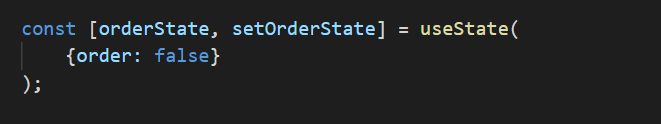 const [orderState, setOrderState] = useState(
    {order: false}
);